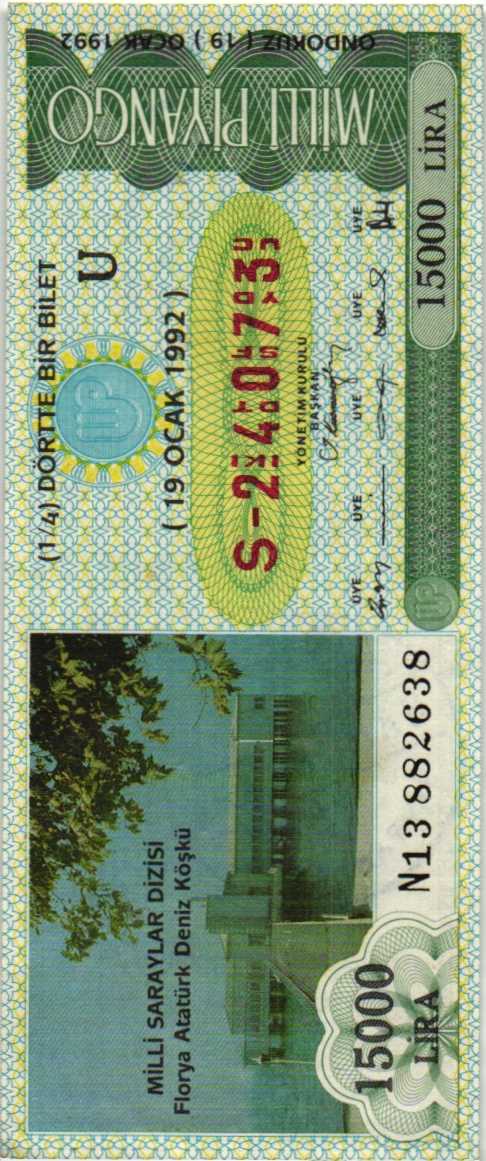 MİLLİ SARAYLAR DİZİSİ
Florya Atatürk Deniz Köşkü
15000
LİRA
N13 882638
(1/4) DÖRTTE BİR BİLET
U
(19 OCAK 1992)
S-24073
YÖNETİM KURULU
BAŞKAN
ÜYE ÜYE ÜYE ÜYE ÜYE
15000 LİRA
MİLLİ PİYANGO
ONDOKUZ (19) OCAK 1992